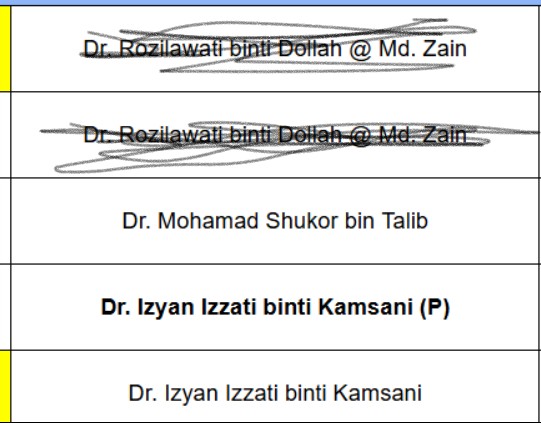 Dr. Rozilawati binti Dollah @ Md. Zain
Dr. Rozilawati binti Dollah @ Md. Zain
Dr. Mohamad Shukor bin Talib
Dr. Izyan Izzati binti Kamsani (P)
Dr. Izyan Izzati binti Kamsani